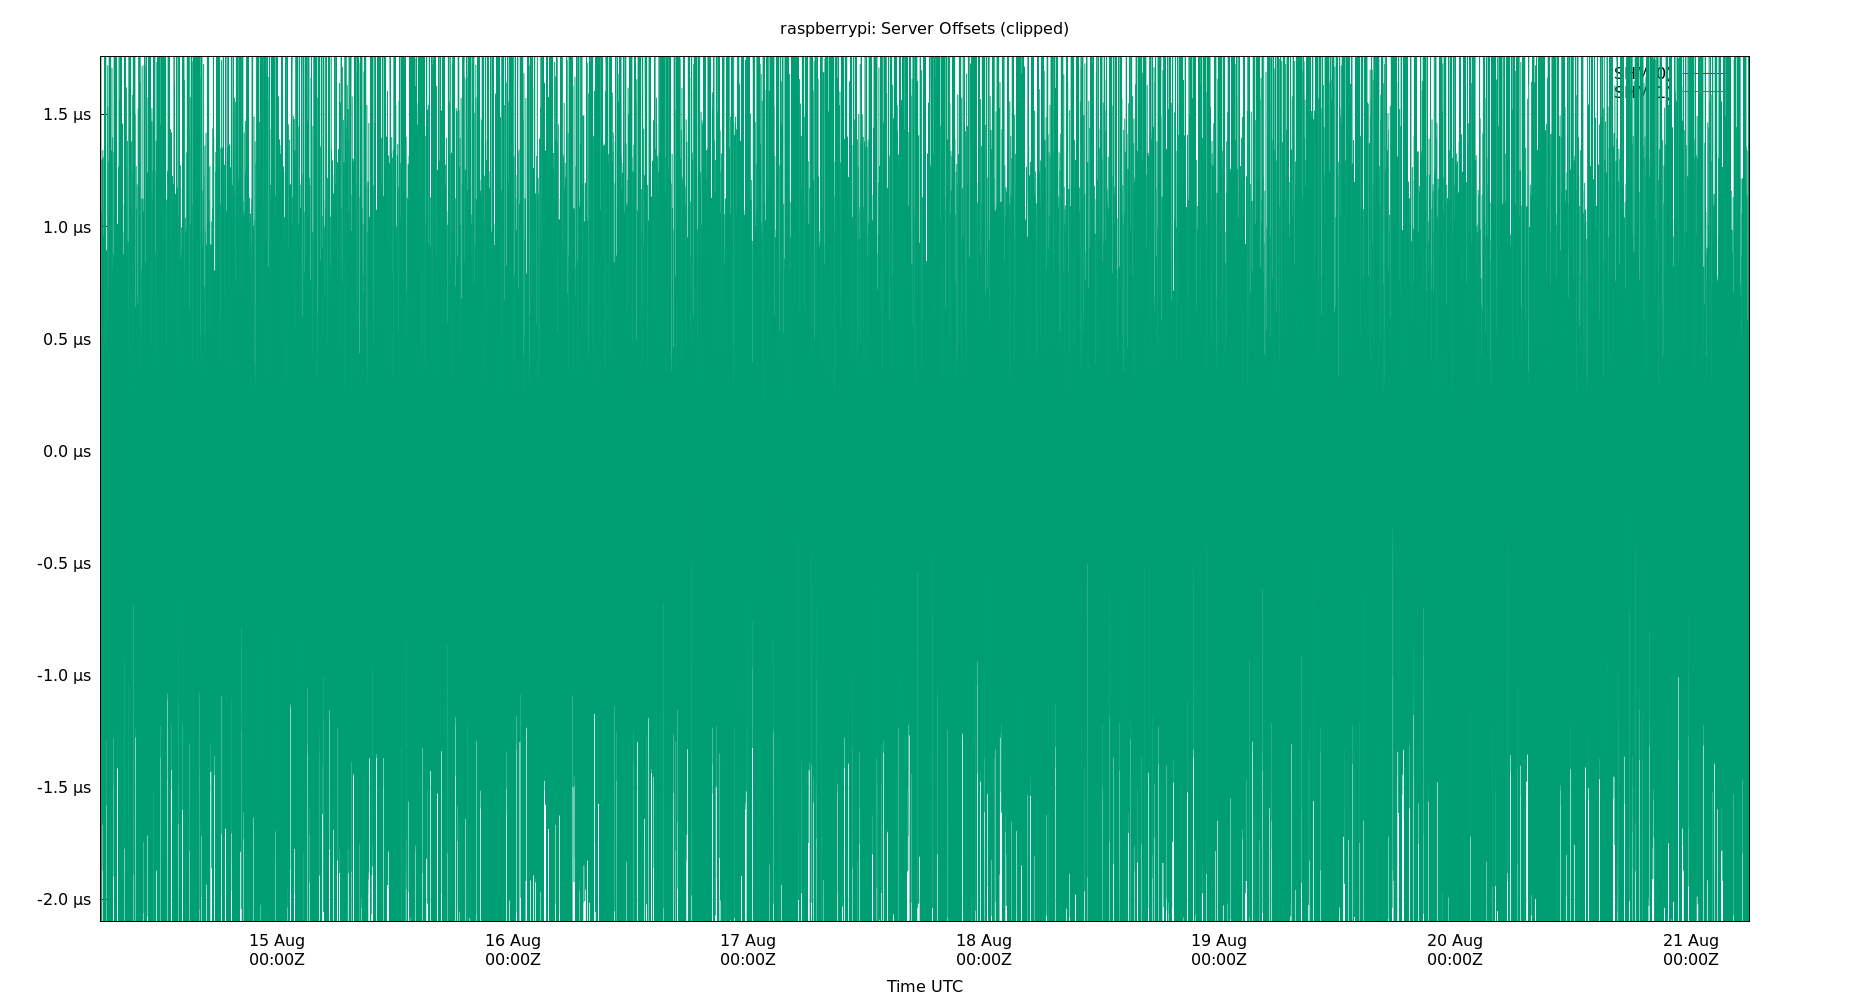 raspberrypi: Server Offsets (clipped)
1.5 µs
1.0 µs
0.5 µs
0.0 µs
-0.5 µs
-1.0 µs
-1.5 µs
-2.0 µs
15 Aug
00:00Z
16 Aug
00:00Z
17 Aug
00:00Z
18 Aug
00:00Z
19 Aug
00:00Z
20 Aug
00:00Z
21 Aug
00:00Z
Time UTC